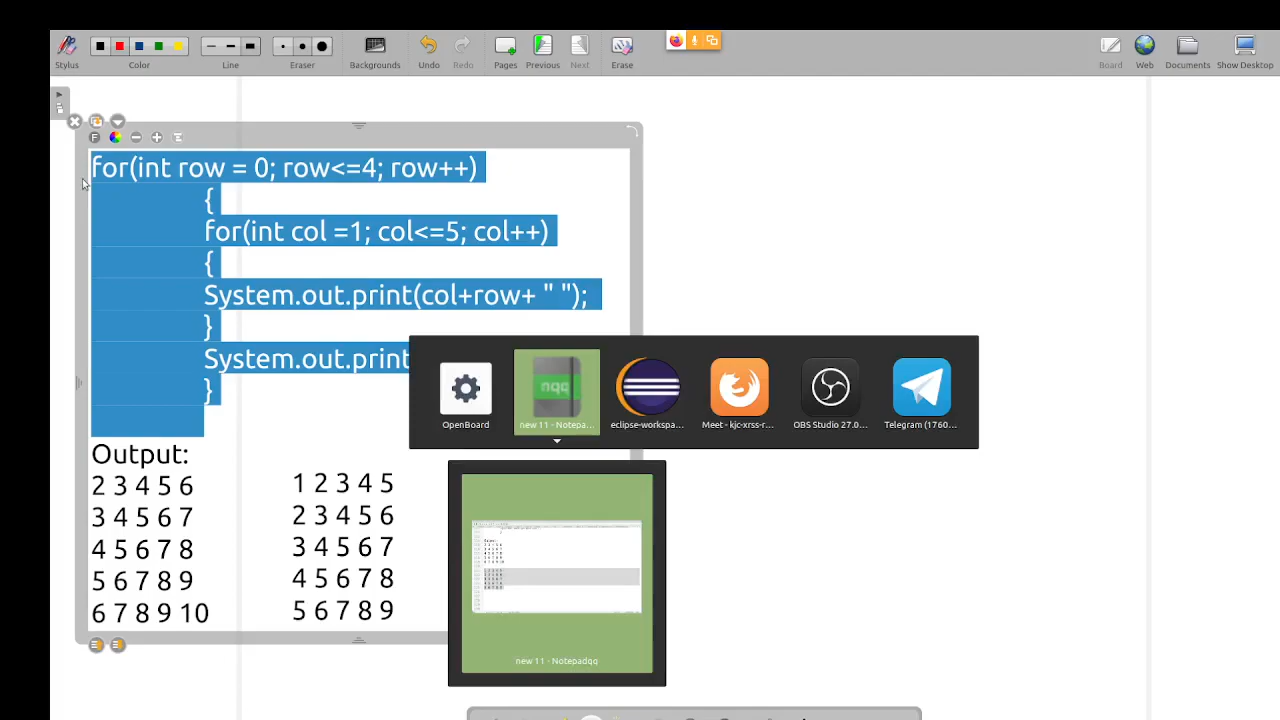 Stylus Color Line Eraser Backgrounds Undo Redo Pages Previous Next Erase Board Web Documents Show Desktop
for(int row = 0; row<=4; row++)
{
for(int col =1; col<=5; col++)
{
System.out.print(col+row+ " ");
}
System.out.print
}
Output:
2 3 4 5 6
3 4 5 6 7
4 5 6 7 8
5 6 7 8 9
6 7 8 9 10
1 2 3 4 5
2 3 4 5 6
3 4 5 6 7
4 5 6 7 8
5 6 7 8 9
nqq
OpenBoard new 11 - Notepa... eclipse-workspa... Meet - kjc-xrss-r... OBS Studio 27.0... Telegram (1760...
new 11 - Notepadqq